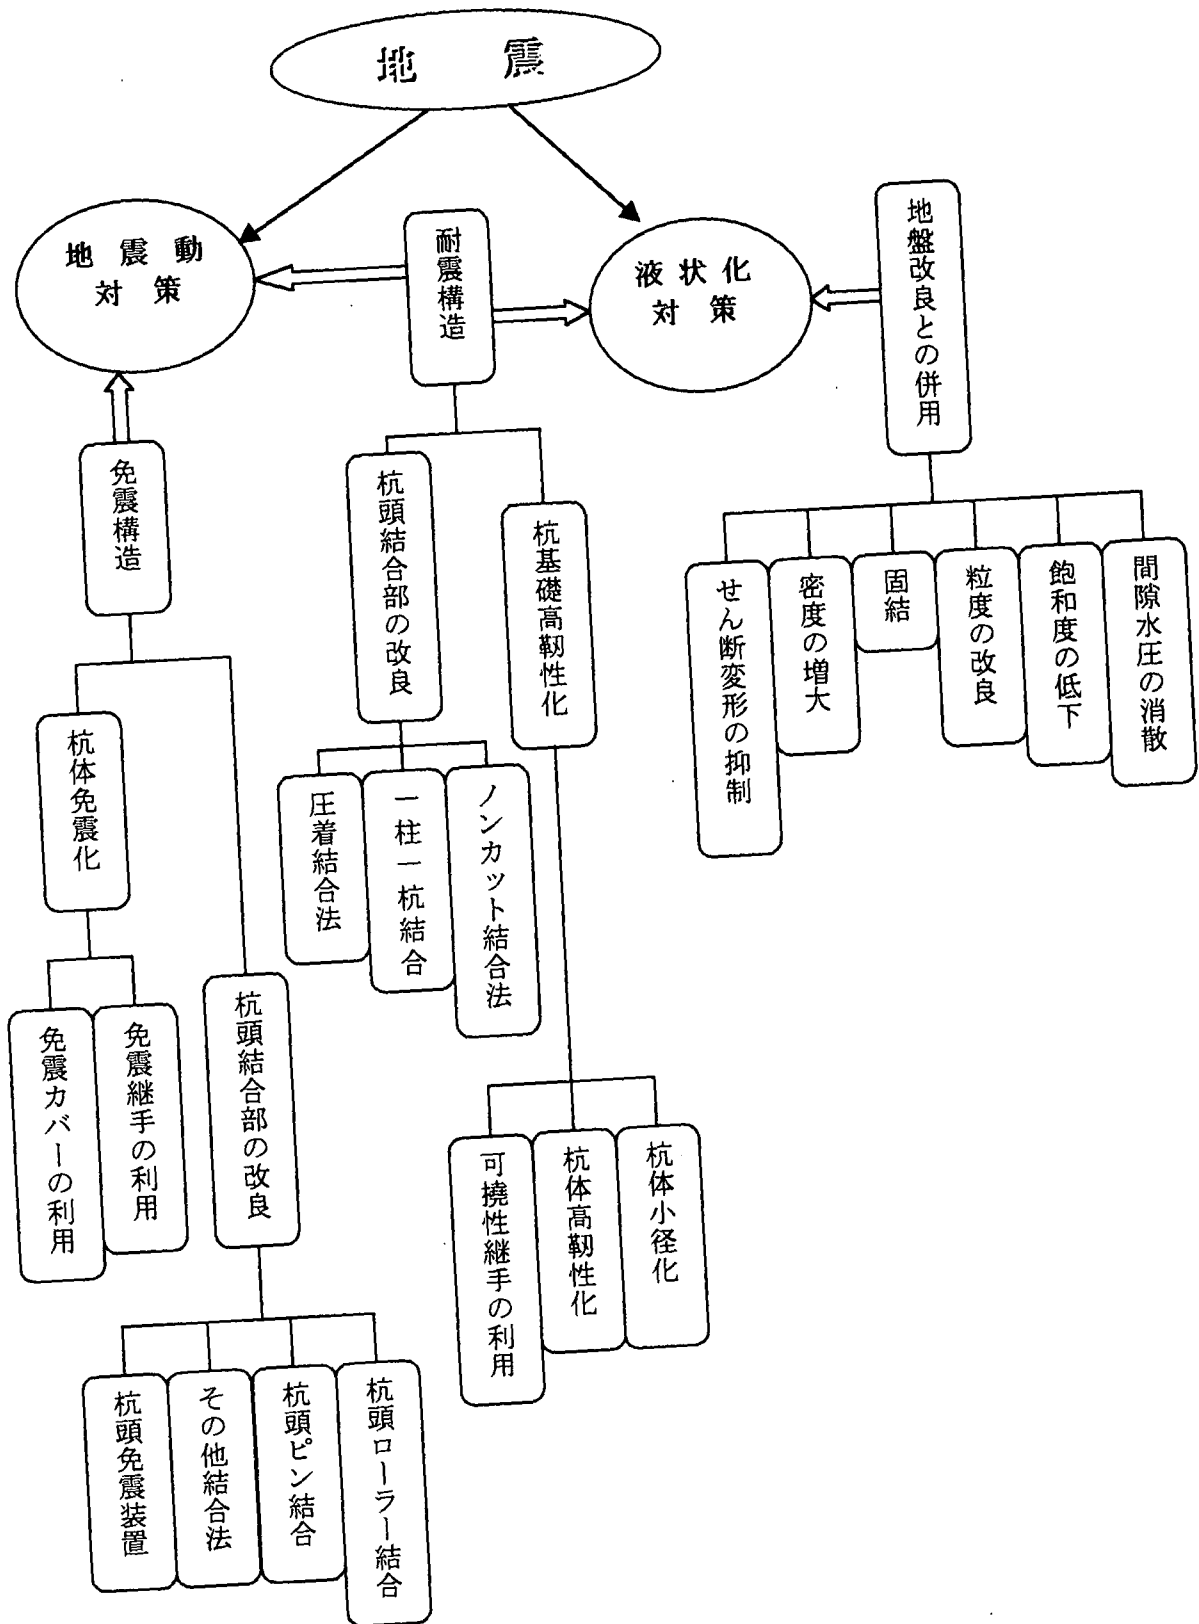 地 震
地 震 動
対 策
液 状 化
対 策
耐震構造
地盤改良との併用
免震構造
杭頭結合部の改良
杭基礎高靱性化
せん断変形の抑制
密度の増大
固結
粒度の改良
飽和度の低下
間隙水圧の消散
杭体免震化
圧着結合法
一柱一杭結合
ノンカット結合法
免震カバーの利用
免震継手の利用
杭頭結合部の改良
可撓性継手の利用
杭体高靱性化
杭体小径化
杭頭免震装置
その他結合法
杭頭ピン結合
杭頭ローラー結合